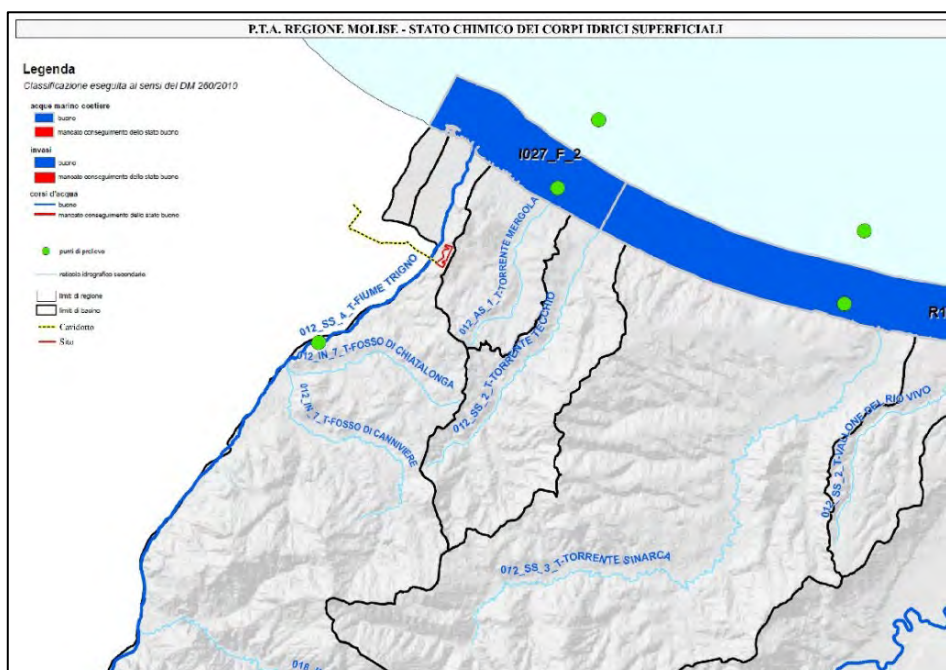 P.T.A. REGIONE MOLISE - STATO CHIMICO DEI CORPI IDRICI SUPERFICIALI
Legenda
Classificazione eseguita ai sensi del DM 260/2010
acque marino costiere
buono
mancato conseguimento dello stato buono
invasi
buono
mancato conseguimento dello stato buono
corsi d'acqua
buono
mancato conseguimento dello stato buono
punti di prelievo
reticolo idrografico secondario
limiti di regione
limiti di bacino
Cavidotto
Sito
I027_F_2
R1
012_AS_1_T-TORRENTE MERGOLA
012_SS_4_T-FIUME TRIGNO
012_SS_2_T-TORRENTE TECCHIO
012_IN_7_T-FOSSO DI CHIATALONGA
012_IN_7_T-FOSSO DI CANNIVIERE
012_SS_2_T-VALLONE DEL RIO VIVO
012_SS_3_T-TORRENTE SINARCA